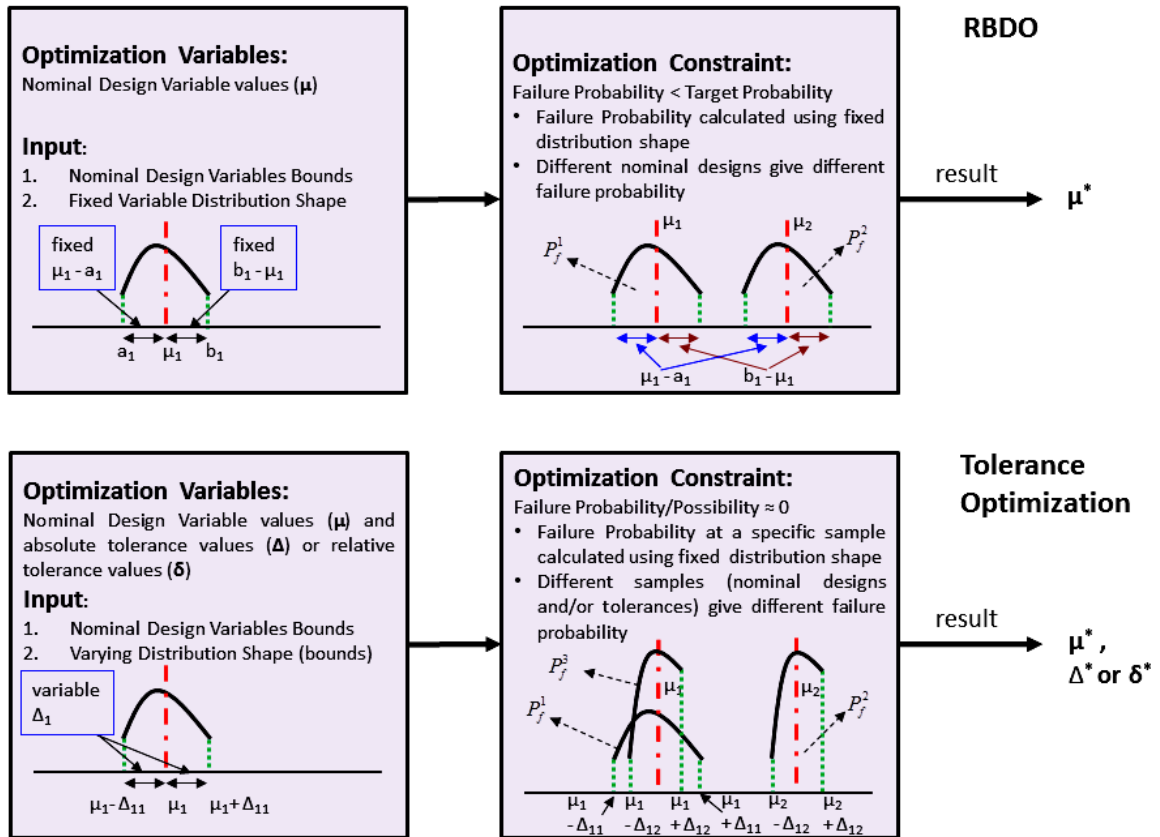 RBDO
Optimization Variables:
Nominal Design Variable values (μ)
Input:
1. Nominal Design Variables Bounds
2. Fixed Variable Distribution Shape
fixed
μ₁ - a₁
fixed
b₁ - μ₁
a₁ μ₁ b₁
Optimization Constraint:
Failure Probability < Target Probability
• Failure Probability calculated using fixed
distribution shape
• Different nominal designs give different
failure probability
μ₁ μ₂
P_f^1 P_f^2
μ₁ - a₁ b₁ - μ₁
result
μ*
Tolerance
Optimization
Optimization Variables:
Nominal Design Variable values (μ) and
absolute tolerance values (Δ) or relative
tolerance values (δ)
Input:
1. Nominal Design Variables Bounds
2. Varying Distribution Shape (bounds)
variable
Δ₁
μ₁-Δ₁₁ μ₁ μ₁+Δ₁₁
Optimization Constraint:
Failure Probability/Possibility ≈ 0
• Failure Probability at a specific sample
calculated using fixed distribution shape
• Different samples (nominal designs
and/or tolerances) give different failure
probability
P_f^3 μ₁ μ₂
P_f^1 P_f^2
μ₁ μ₁ μ₁ μ₁ μ₂ μ₂
-Δ₁₁ -Δ₁₂ +Δ₁₂ +Δ₁₁ -Δ₁₂ +Δ₁₂
result
μ* ,
Δ* or δ*